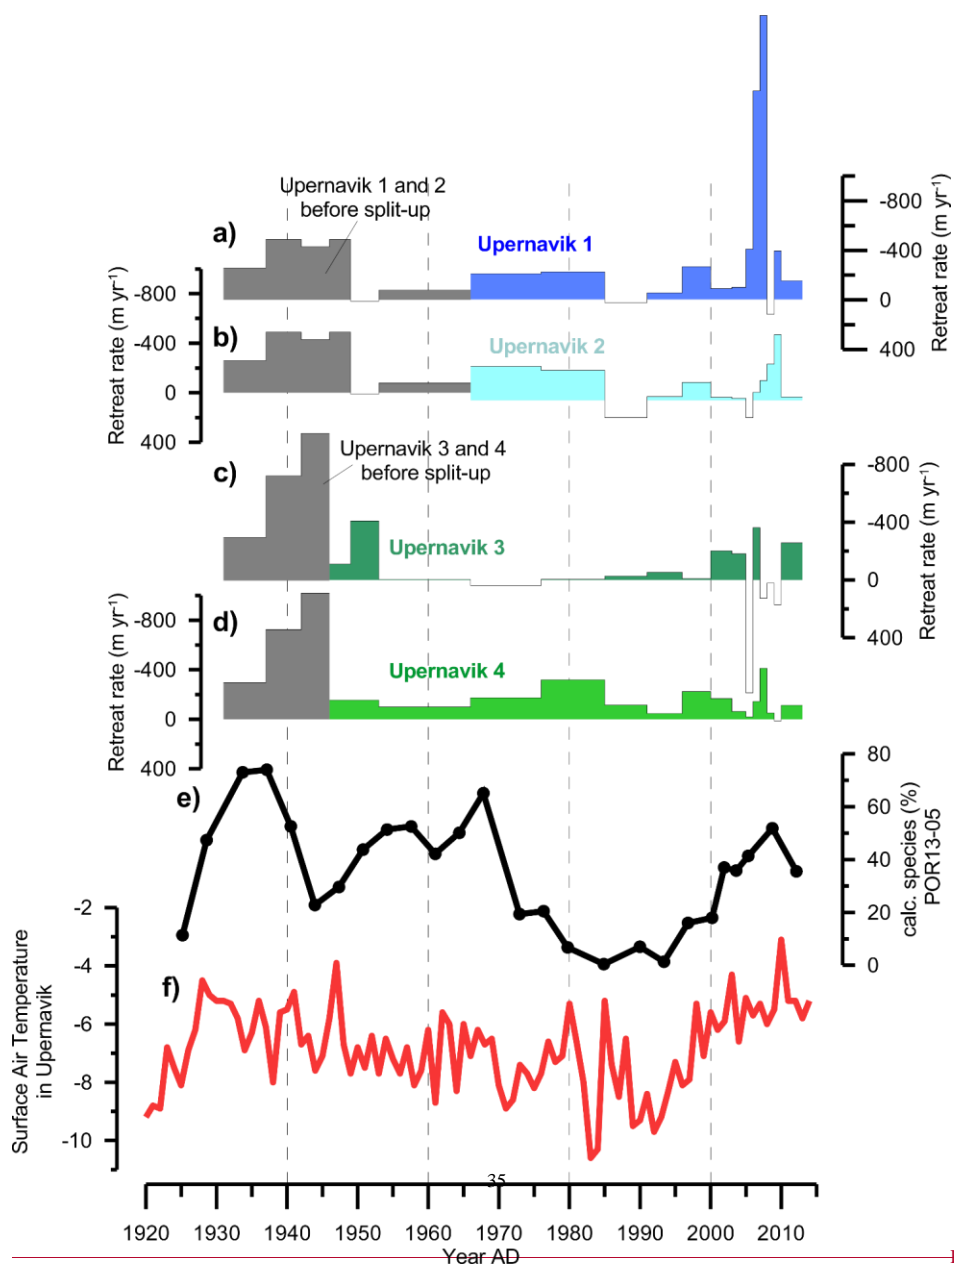 Upernavik 1 and 2
before split-up
a)
Upernavik 1
-800
-400
0
400
Retreat rate (m yr⁻¹)
b)
Upernavik 2
-800
-400
0
400
Retreat rate (m yr⁻¹)
Upernavik 3 and 4
before split-up
c)
Upernavik 3
-800
-400
0
400
Retreat rate (m yr⁻¹)
d)
Upernavik 4
-800
-400
0
400
Retreat rate (m yr⁻¹)
e)
80
60
40
20
0
calc. species (%)
POR13-05
f)
-2
-4
-6
-8
-10
Surface Air Temperature
in Upernavik
35
1920 1930 1940 1950 1960 1970 1980 1990 2000 2010
Year AD